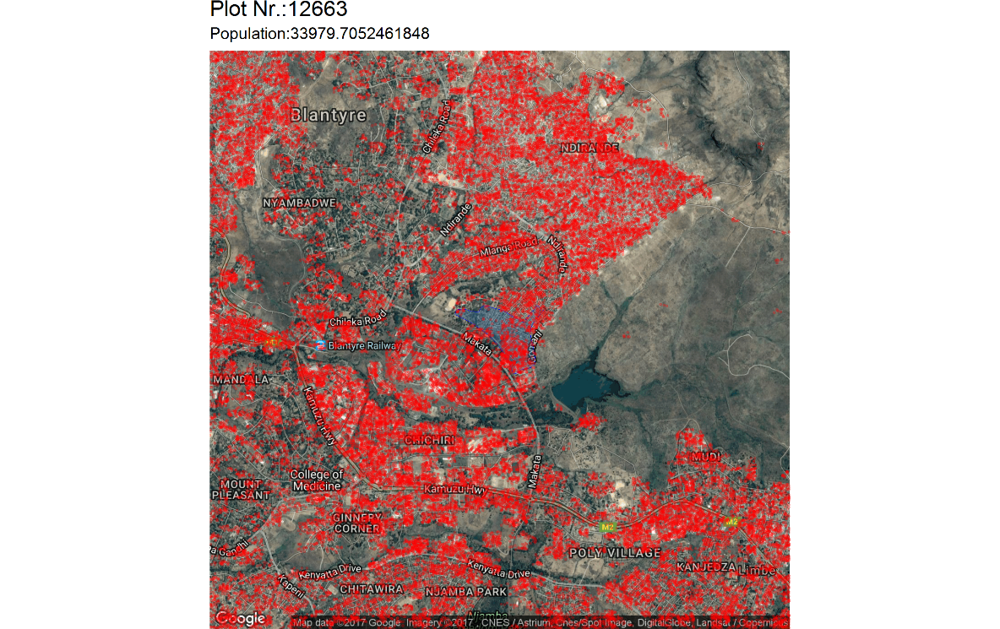 Plot Nr.:12663
Population:33979.7052461848
Blantyre
Chileka Road
NDIRANDE
NYAMBADWE
Ndirande
Mlanga Road
Ndirande
Chileka Road
Makata
Gomani
Blantyre Railway
MANDALA
Kamuzu Hwy
CHICHIRI
MUDI
Makata
College of
Medicine
MOUNT
PLEASANT
Kamuzu Hwy
GINNERY
CORNER
M2
M2
a Gandhi
POLY VILLAGE
Kenyatta Drive
Kenyatta Drive
KANJEDZA
Limbe
Kapeni
CHITAWIRA
NJAMBA PARK
Njamba
Google
Map data ©2017 Google Imagery ©2017 , CNES / Astrium, Cnes/Spot Image, DigitalGlobe, Landsat / Copernicus